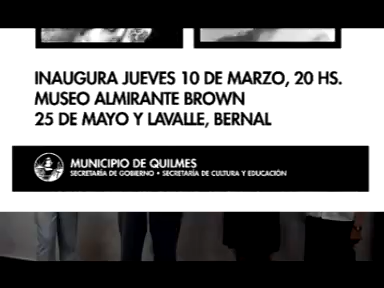 INAUGURA JUEVES 10 DE MARZO, 20 HS.
MUSEO ALMIRANTE BROWN
25 DE MAYO Y LAVALLE, BERNAL
MUNICIPIO DE QUILMES
SECRETARÍA DE GOBIERNO • SECRETARÍA DE CULTURA Y EDUCACIÓN